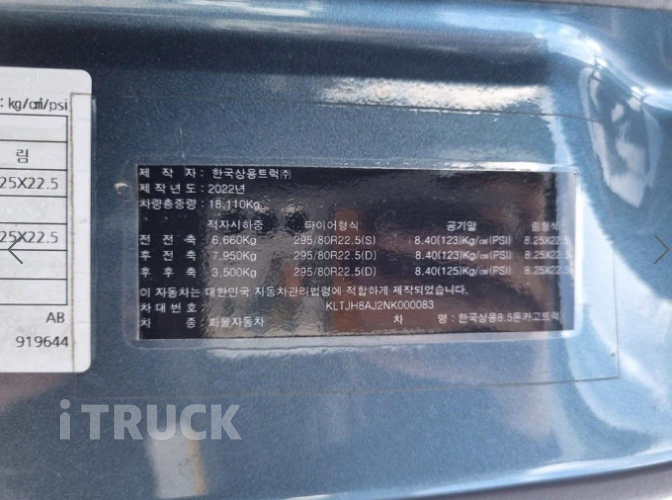 : kg/㎠/psi
림
25X22.5
25X22.5
AB
919644
제 작 자 : 한국상용트럭㈜
제 작 년 도 : 2022년
차량총중량 : 18,110Kg
적차시하중 타이어형식 공기압 림형식
전 전 축 6,660Kg 295/80R22.5(S) 8.40(123)Kg/㎠(PSI) 8.25X22.5
후 전 축 7,950Kg 295/80R22.5(D) 8.40(123)Kg/㎠(PSI) 8.25X22.5
후 후 축 3,500Kg 295/80R22.5(D) 8.40(125)Kg/㎠(PSI) 8.25X22.5
이 자동차는 대한민국 자동차관리법령에 적합하게 제작되었습니다.
차 대 번 호 : KLTJH8AJ2NK000083
차 종 : 화물자동차 차 명 : 한국상용8.5톤카고트럭
iTRUCK